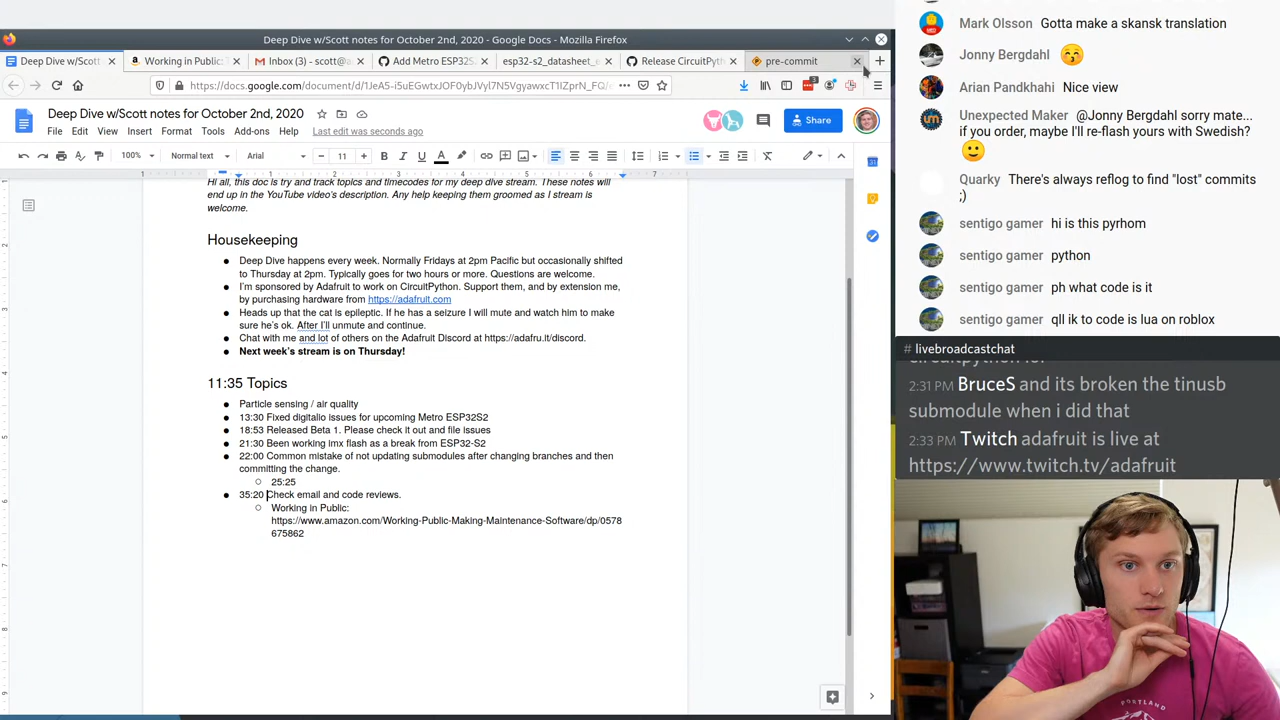 Deep Dive w/Scott notes for October 2nd, 2020 - Google Docs - Mozilla Firefox
Deep Dive w/Scott
Working in Public:
Inbox (3) - scott@
Add Metro ESP32S
esp32-s2_datasheet_e
Release CircuitPy
pre-commit
https://docs.google.com/document/d/1JeA5-iSuEGwtxJOF0ybJVyI7N5VgyawxcT1IZprN_FG/e
3
Deep Dive w/Scott notes for October 2nd, 2020
File Edit View Insert Format Tools Add-ons Help Last edit was seconds ago
Share
100% Normal text Arial 11
Hi all, this doc is try and track topics and timecodes for my deep dive stream. These notes will
end up in the YouTube video's description. Any help keeping them groomed as I stream is
welcome.
Housekeeping
Deep Dive happens every week. Normally Fridays at 2pm Pacific but occasionally shifted
to Thursday at 2pm. Typically goes for two hours or more. Questions are welcome.
I'm sponsored by Adafruit to work on CircuitPython. Support them, and by extension me,
by purchasing hardware from https://adafruit.com
Heads up that the cat is epileptic. If he has a seizure I will mute and watch him to make
sure he's ok. After I'll unmute and continue.
Chat with me and lot of others on the Adafruit Discord at https://adafru.it/discord.
Next week's stream is on Thursday!
11:35 Topics
Particle sensing / air quality
13:30 Fixed digitalio issues for upcoming Metro ESP32S2
18:53 Released Beta 1. Please check it out and file issues
21:30 Been working imx flash as a break from ESP32-S2
22:00 Common mistake of not updating submodules after changing branches and then
committing the change.
25:25
35:20 Check email and code reviews.
Working in Public:
https://www.amazon.com/Working-Public-Making-Maintenance-Software/dp/0578
675862
Mark Olsson Gotta make a skansk translation
Jonny Bergdahl
Arian Pandkhahi Nice view
Unexpected Maker @Jonny Bergdahl sorry mate...
if you order, maybe I'll re-flash yours with Swedish?
Quarky There's always reflog to find "lost" commits
;)
sentigo gamer hi is this pyrhom
sentigo gamer python
sentigo gamer ph what code is it
sentigo gamer qll ik to code is lua on roblox
# livebroadcastchat
2:31 PM BruceS and its broken the tinusb
submodule when i did that
2:33 PM Twitch adafruit is live at
https://www.twitch.tv/adafruit
PORTLAND